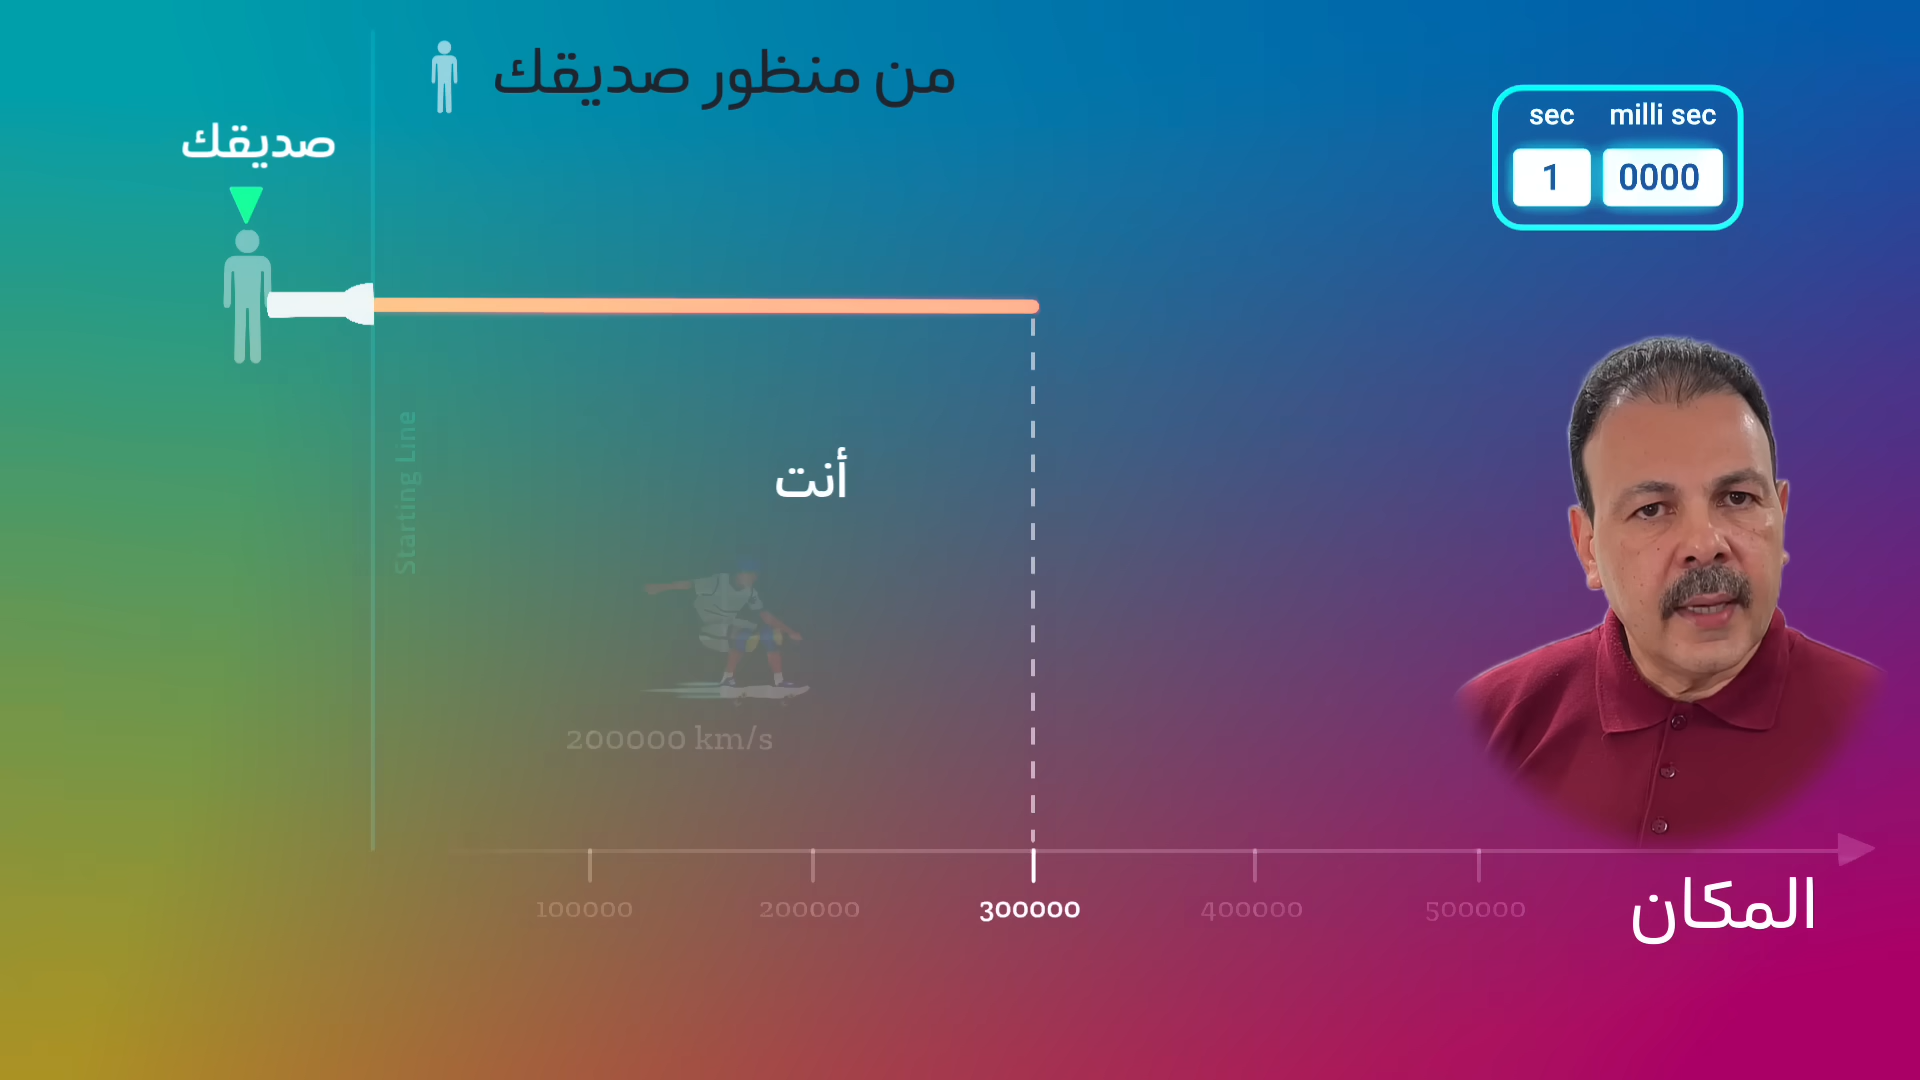 من منظور صديقك
sec milli sec
1 0000
صديقك
Starting Line
أنت
200000 km/s
100000 200000 300000 400000 500000
المكان